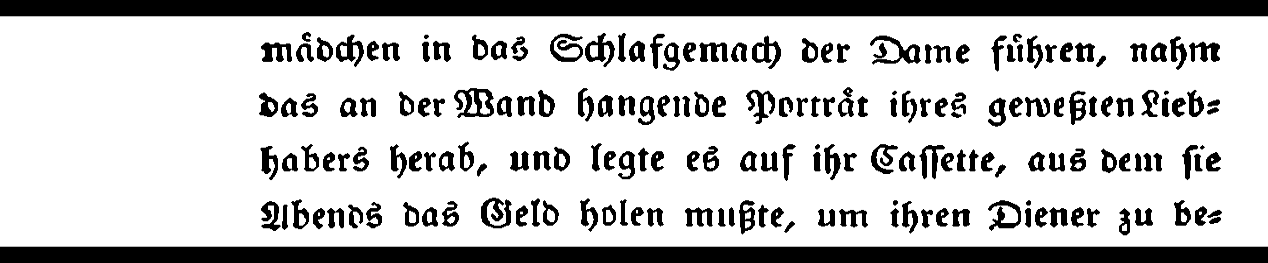 mädchen in das Schlafgemach der Dame führen, nahm
das an der Wand hangende Porträt ihres geweßten Lieb-
habers herab, und legte es auf ihr Cassette, aus dem sie
Abends das Geld holen mußte, um ihren Diener zu be-